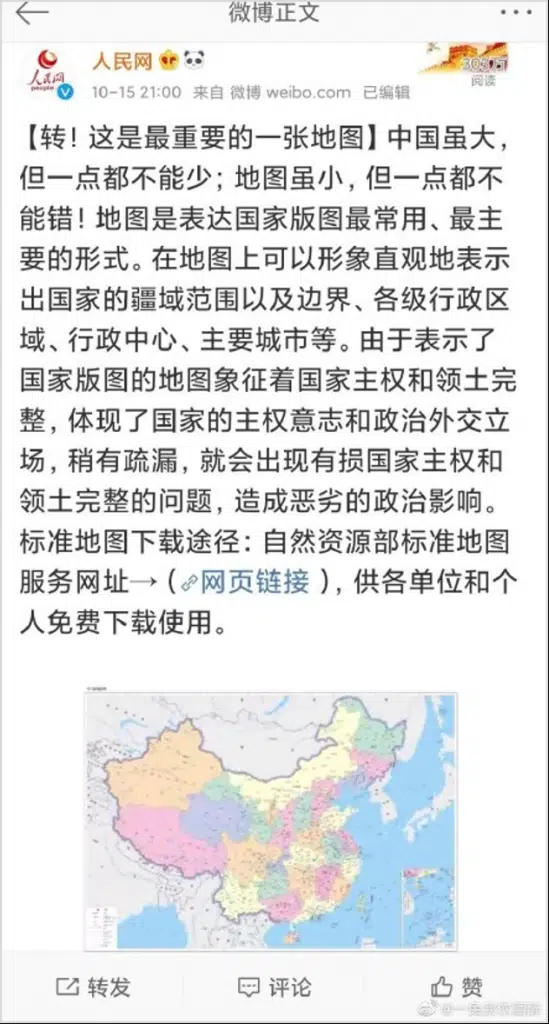 微博正文
人民网
people
人民网
10-15 21:00 来自 微博 weibo.com 已编辑
阅读
【转！这是最重要的一张地图】中国虽大，
但一点都不能少；地图虽小，但一点都不
能错！地图是表达国家版图最常用、最主
要的形式。在地图上可以形象直观地表示
出国家的疆域范围以及边界、各级行政区
域、行政中心、主要城市等。由于表示了
国家版图的地图象征着国家主权和领土完
整，体现了国家的主权意志和政治外交立
场，稍有疏漏，就会出现有损国家主权和
领土完整的问题，造成恶劣的政治影响。
标准地图下载途径：自然资源部标准地图
服务网址→（网页链接 ），供各单位和个
人免费下载使用。
转发
评论
赞